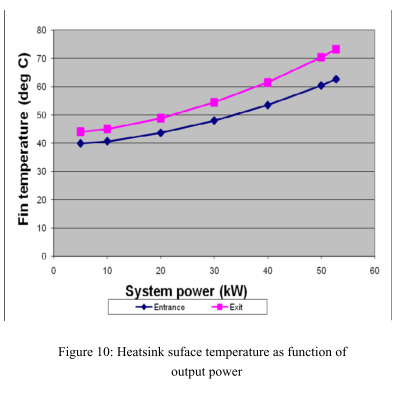 80
70
60
50
40
30
20
10
0
0 10 20 30 40 50 60
Fin temperature (deg C)
System power (kW)
Entrance Exit
Figure 10: Heatsink suface temperature as function of
output power